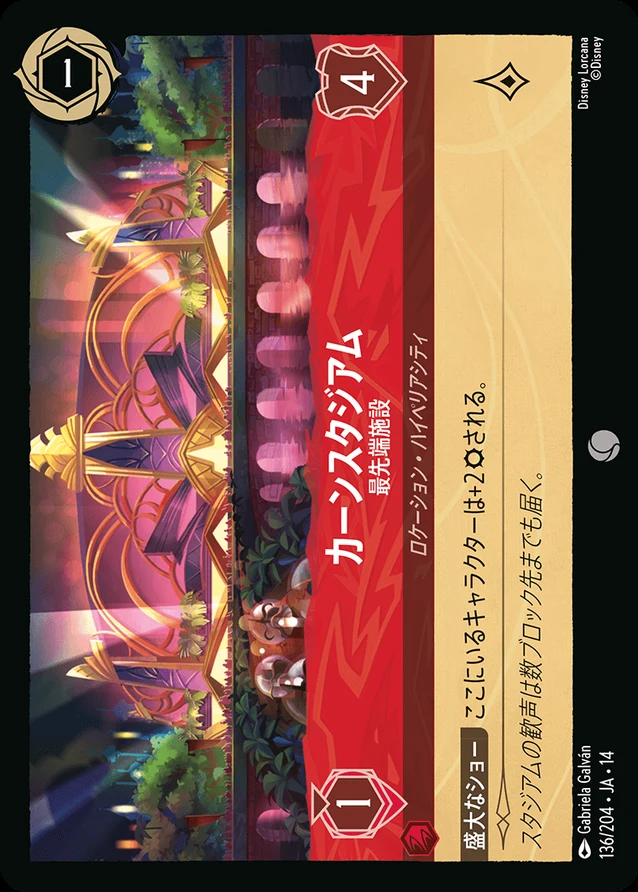 1
カーンスタジアム
最先端施設
1
4
ロケーション・ハイペリアシティ
盛大なショー ここにいるキャラクターは+2される。
スタジアムの歓声は数ブロック先までも届く。
Gabriela Galván
136/204・JA・14
Disney Lorcana
©Disney